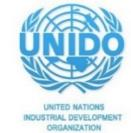 UNIDO
UNITED NATIONS
INDUSTRIAL DEVELOPMENT
ORGANIZATION